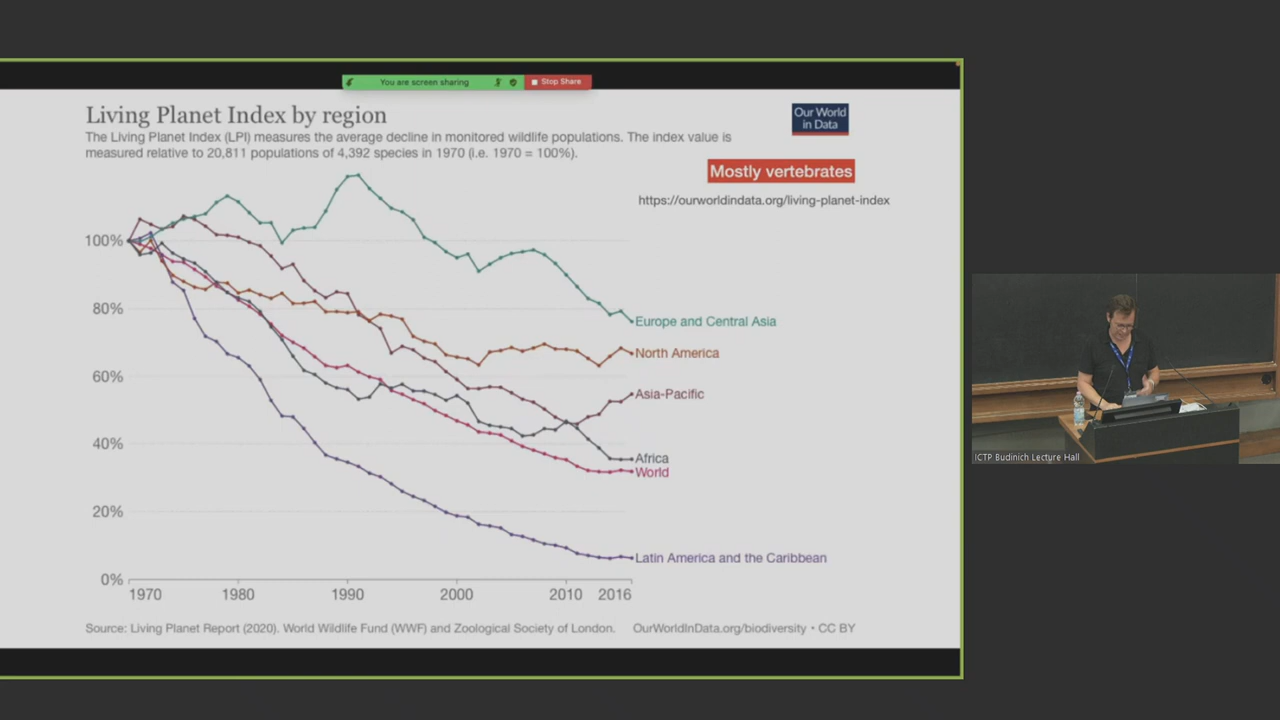 You are screen sharing
Stop Share
Living Planet Index by region
The Living Planet Index (LPI) measures the average decline in monitored wildlife populations. The index value is
measured relative to 20,811 populations of 4,392 species in 1970 (i.e. 1970 = 100%).
Our World
in Data
Mostly vertebrates
https://ourworldindata.org/living-planet-index
100%
80%
60%
40%
20%
0%
Europe and Central Asia
North America
Asia-Pacific
Africa
World
Latin America and the Caribbean
1970 1980 1990 2000 2010 2016
Source: Living Planet Report (2020). World Wildlife Fund (WWF) and Zoological Society of London. OurWorldInData.org/biodiversity • CC BY
ICTP Budinich Lecture Hall